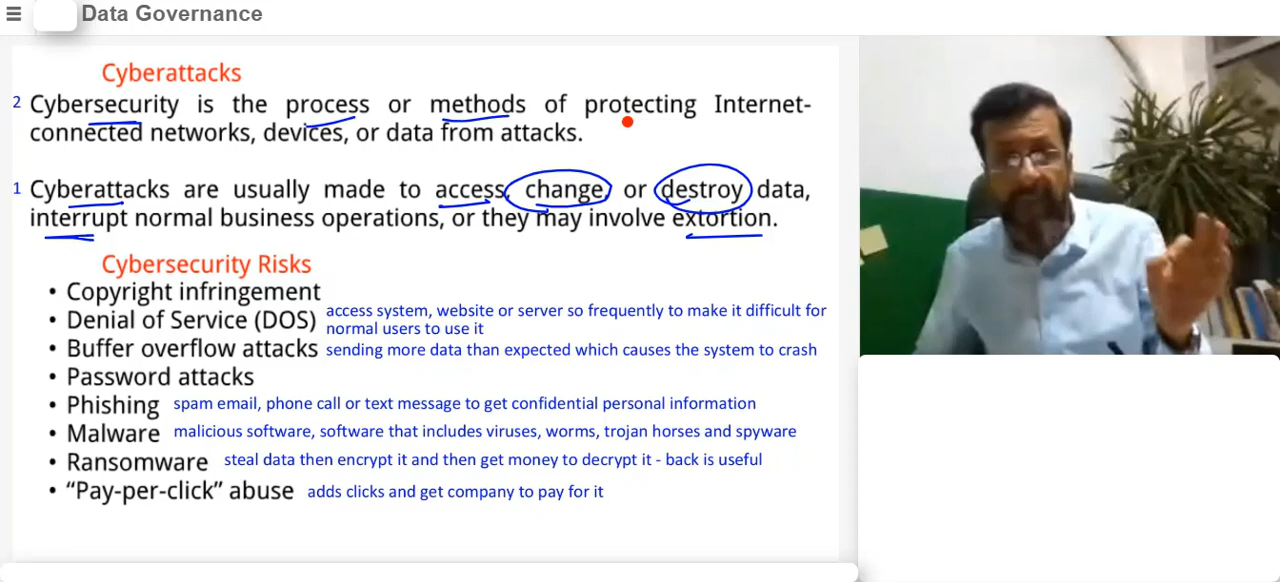 Data Governance
Cyberattacks
2 Cybersecurity is the process or methods of protecting Internet-
connected networks, devices, or data from attacks.
1 Cyberattacks are usually made to access, change, or destroy data,
interrupt normal business operations, or they may involve extortion.
Cybersecurity Risks
• Copyright infringement
• Denial of Service (DOS) access system, website or server so frequently to make it difficult for
normal users to use it
• Buffer overflow attacks sending more data than expected which causes the system to crash
• Password attacks
• Phishing spam email, phone call or text message to get confidential personal information
• Malware malicious software, software that includes viruses, worms, trojan horses and spyware
• Ransomware steal data then encrypt it and then get money to decrypt it - back is useful
• “Pay-per-click” abuse adds clicks and get company to pay for it